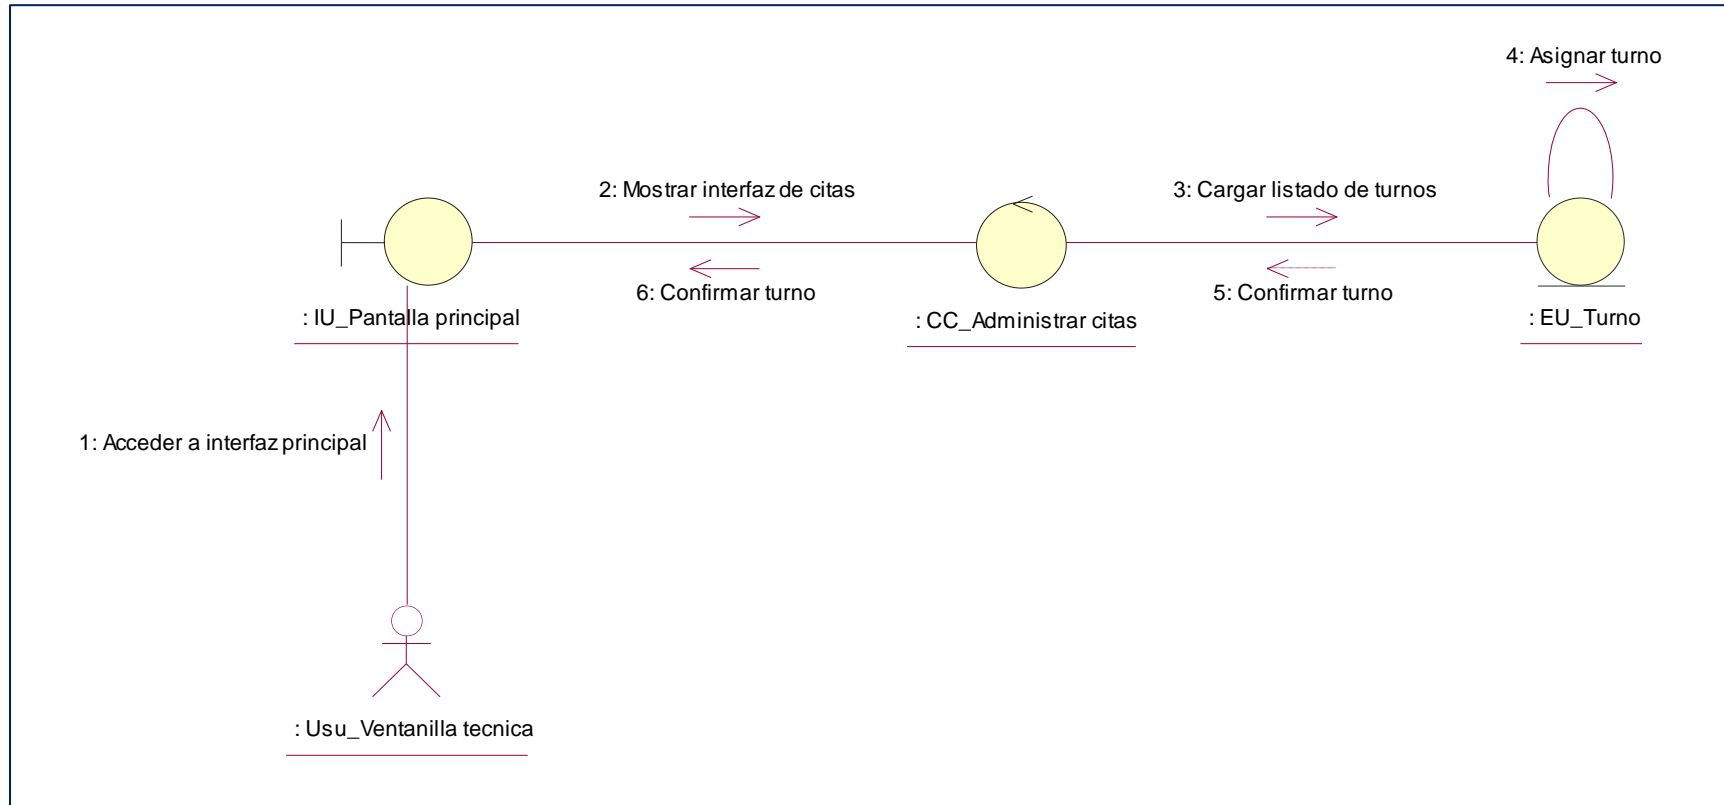 4: Asignar turno
2: Mostrar interfaz de citas
3: Cargar listado de turnos
6: Confirmar turno
5: Confirmar turno
: IU_Pantalla principal
: CC_Administrar citas
: EU_Turno
1: Acceder a interfaz principal
: Usu_Ventanilla tecnica